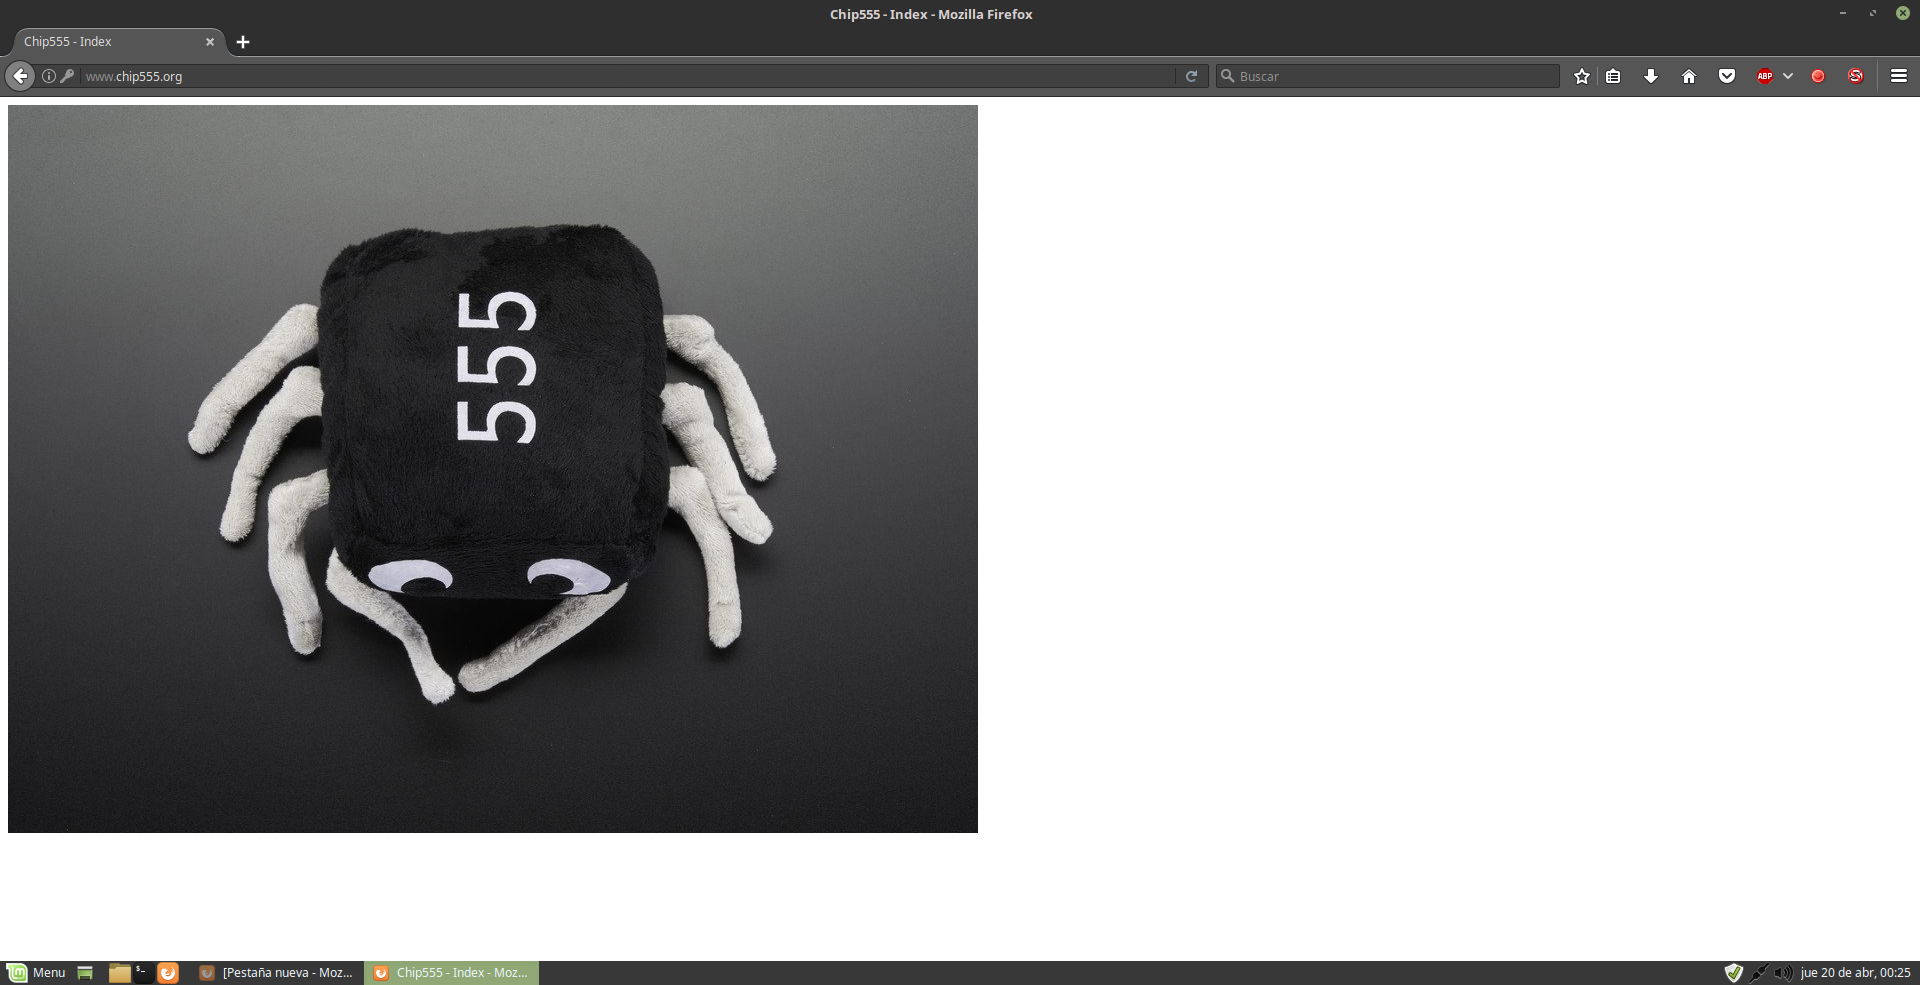 Chip555 - Index - Mozilla Firefox
Chip555 - Index
www.chip555.org
Buscar
ABP
555
Menu
$-
[Pestaña nueva - Moz...
Chip555 - Index - Moz...
jue 20 de abr, 00:25